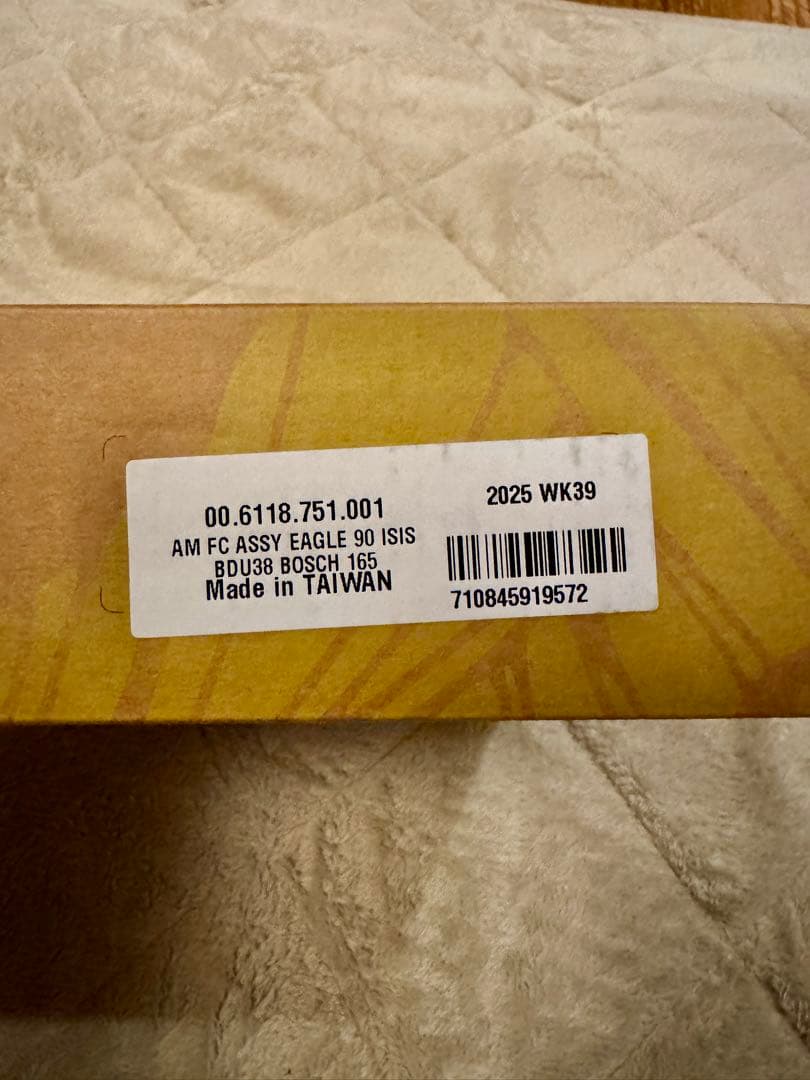 00.6118.751.001
AM FC ASSY EAGLE 90 ISIS
BDU38 BOSCH 165
Made in TAIWAN
2025 WK39
710845919572